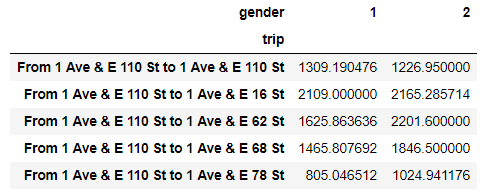 gender 1 2
trip
From 1 Ave & E 110 St to 1 Ave & E 110 St 1309.190476 1226.950000
From 1 Ave & E 110 St to 1 Ave & E 16 St 2109.000000 2165.285714
From 1 Ave & E 110 St to 1 Ave & E 62 St 1625.863636 2201.600000
From 1 Ave & E 110 St to 1 Ave & E 68 St 1465.807692 1846.500000
From 1 Ave & E 110 St to 1 Ave & E 78 St 805.046512 1024.941176